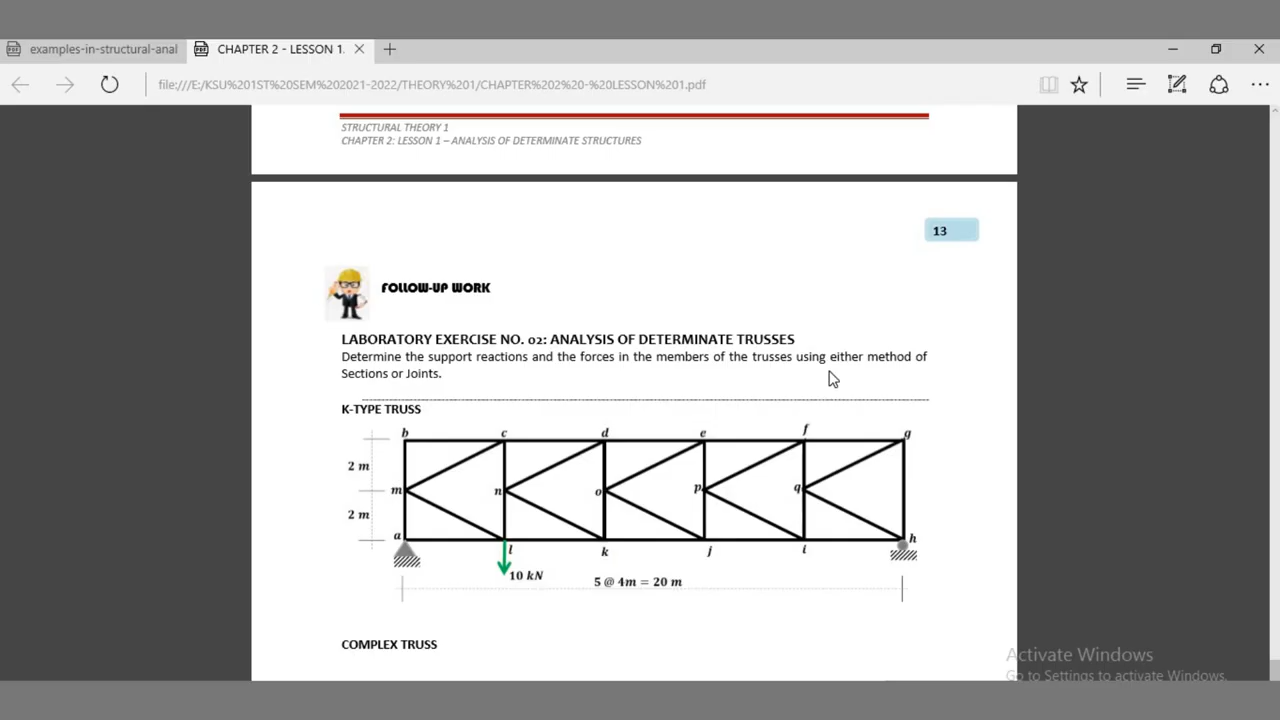 examples-in-structural-anal
CHAPTER 2 - LESSON 1.
file:///E:/KSU%201ST%20SEM%202021-2022/THEORY%201/CHAPTER%202%20-%20LESSON%201.pdf
STRUCTURAL THEORY 1
CHAPTER 2: LESSON 1 – ANALYSIS OF DETERMINATE STRUCTURES
13
FOLLOW-UP WORK
LABORATORY EXERCISE NO. 02: ANALYSIS OF DETERMINATE TRUSSES
Determine the support reactions and the forces in the members of the trusses using either method of
Sections or Joints.
K-TYPE TRUSS
b c d e f g
2 m
m n o p q
2 m
a h
l k j i
10 kN 5 @ 4m = 20 m
COMPLEX TRUSS
Activate Windows
Go to Settings to activate Windows.